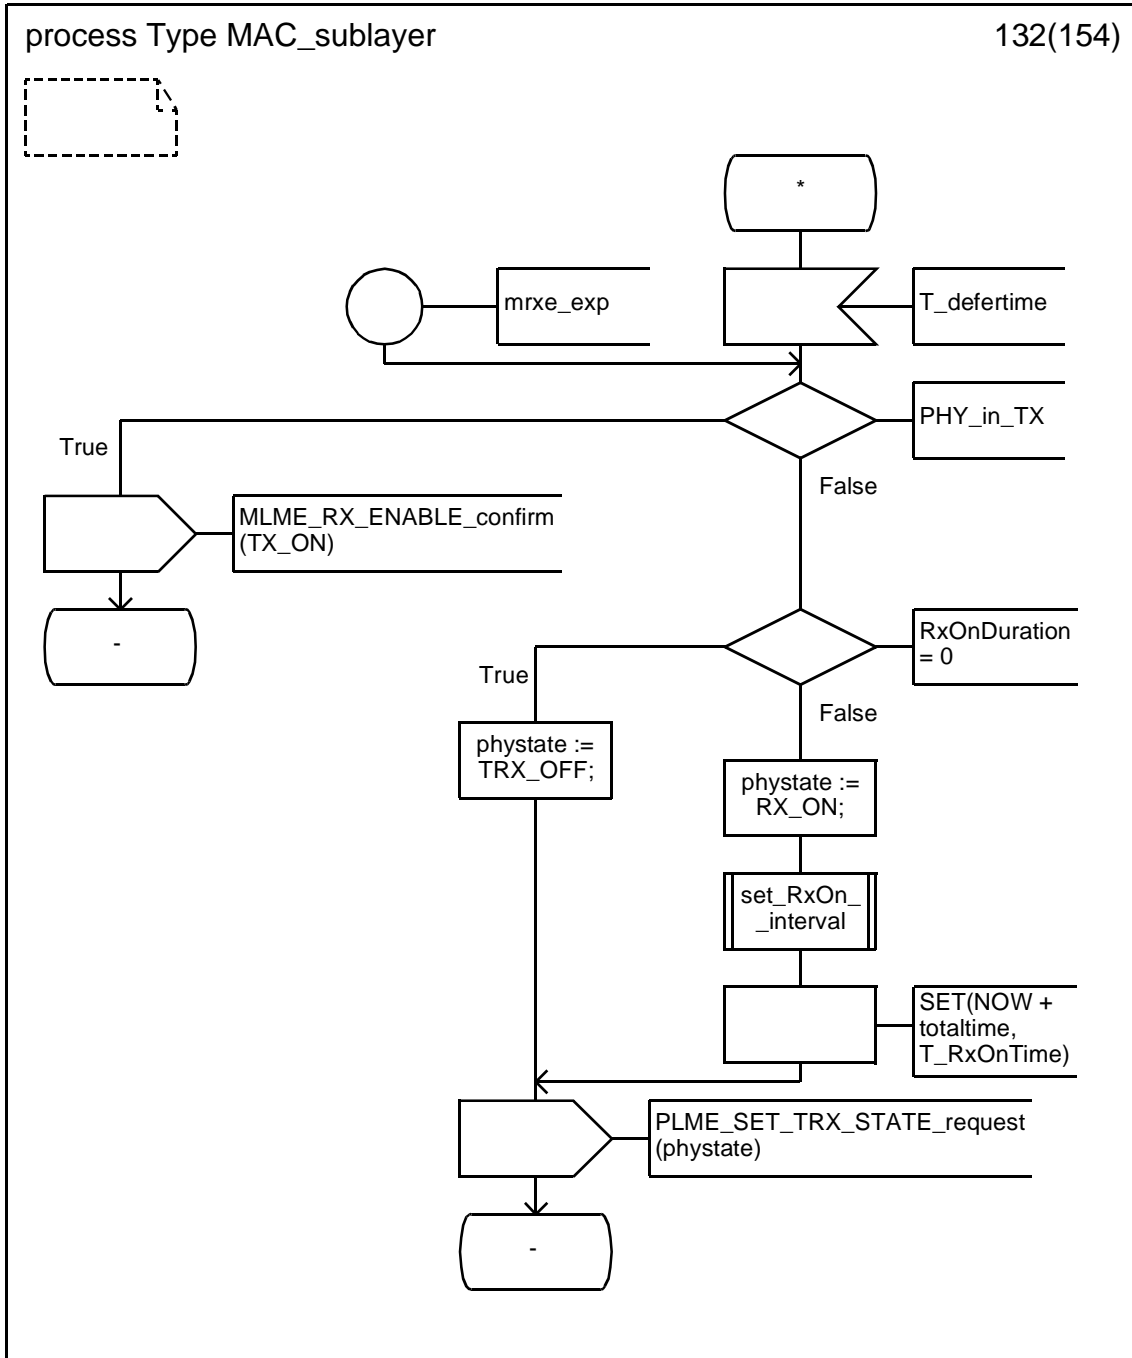 process Type MAC_sublayer
132(154)
*
mrxe_exp
T_defertime
PHY_in_TX
True
False
MLME_RX_ENABLE_confirm
(TX_ON)
-
RxOnDuration
= 0
True
False
phystate :=
TRX_OFF;
phystate :=
RX_ON;
set_RxOn_
_interval
SET(NOW +
totaltime,
T_RxOnTime)
PLME_SET_TRX_STATE_request
(phystate)
-